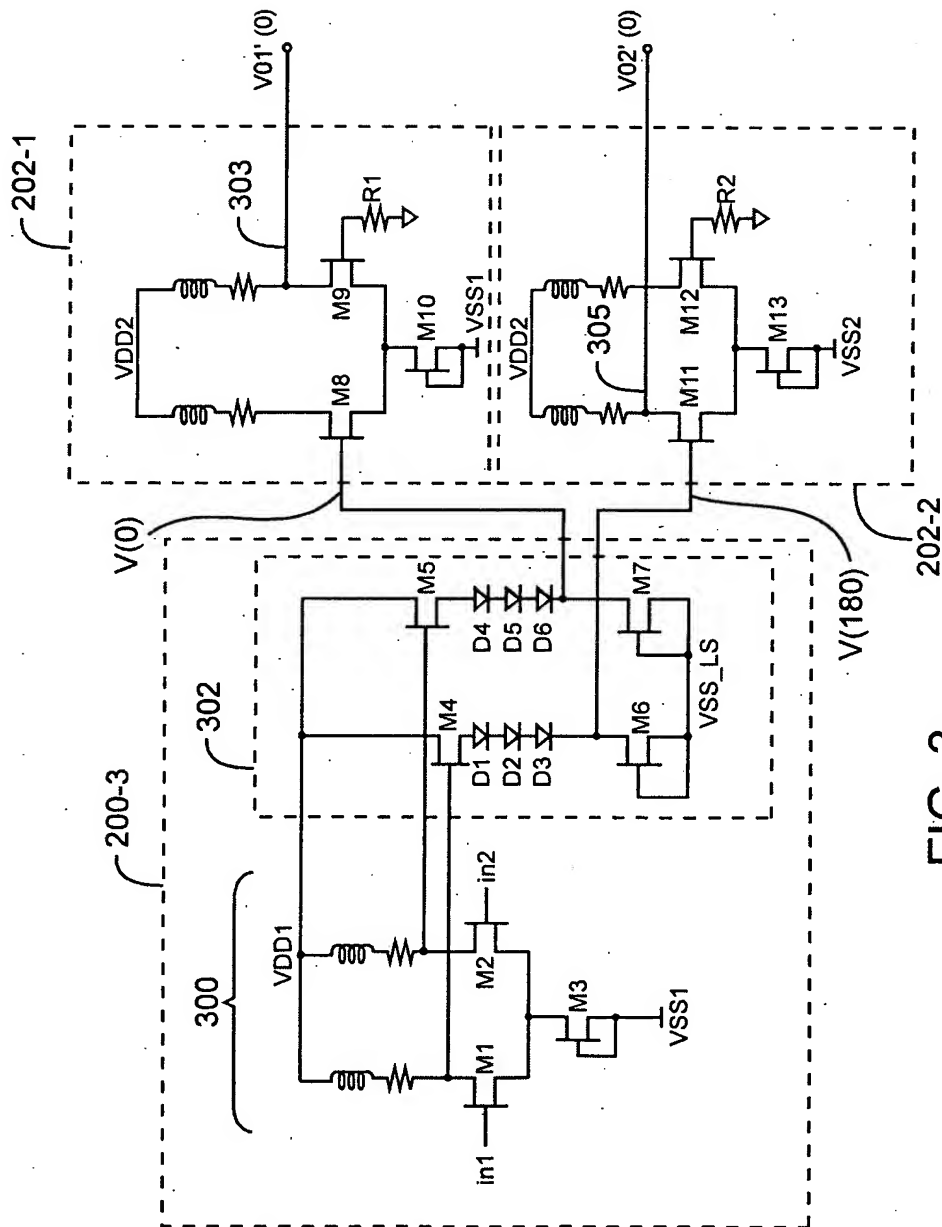 200-3
300
302
VDD1
in1
M1
M2
in2
M3
VSS1
M4
D1
D2
D3
M5
D4
D5
D6
M6
M7
VSS_LS
V(0)
V(180)
202-1
VDD2
303
M8
M9
R1
M10
VSS1
V01' (0)
VDD2
305
M11
M12
R2
M13
VSS2
V02' (0)
202-2
FIG.